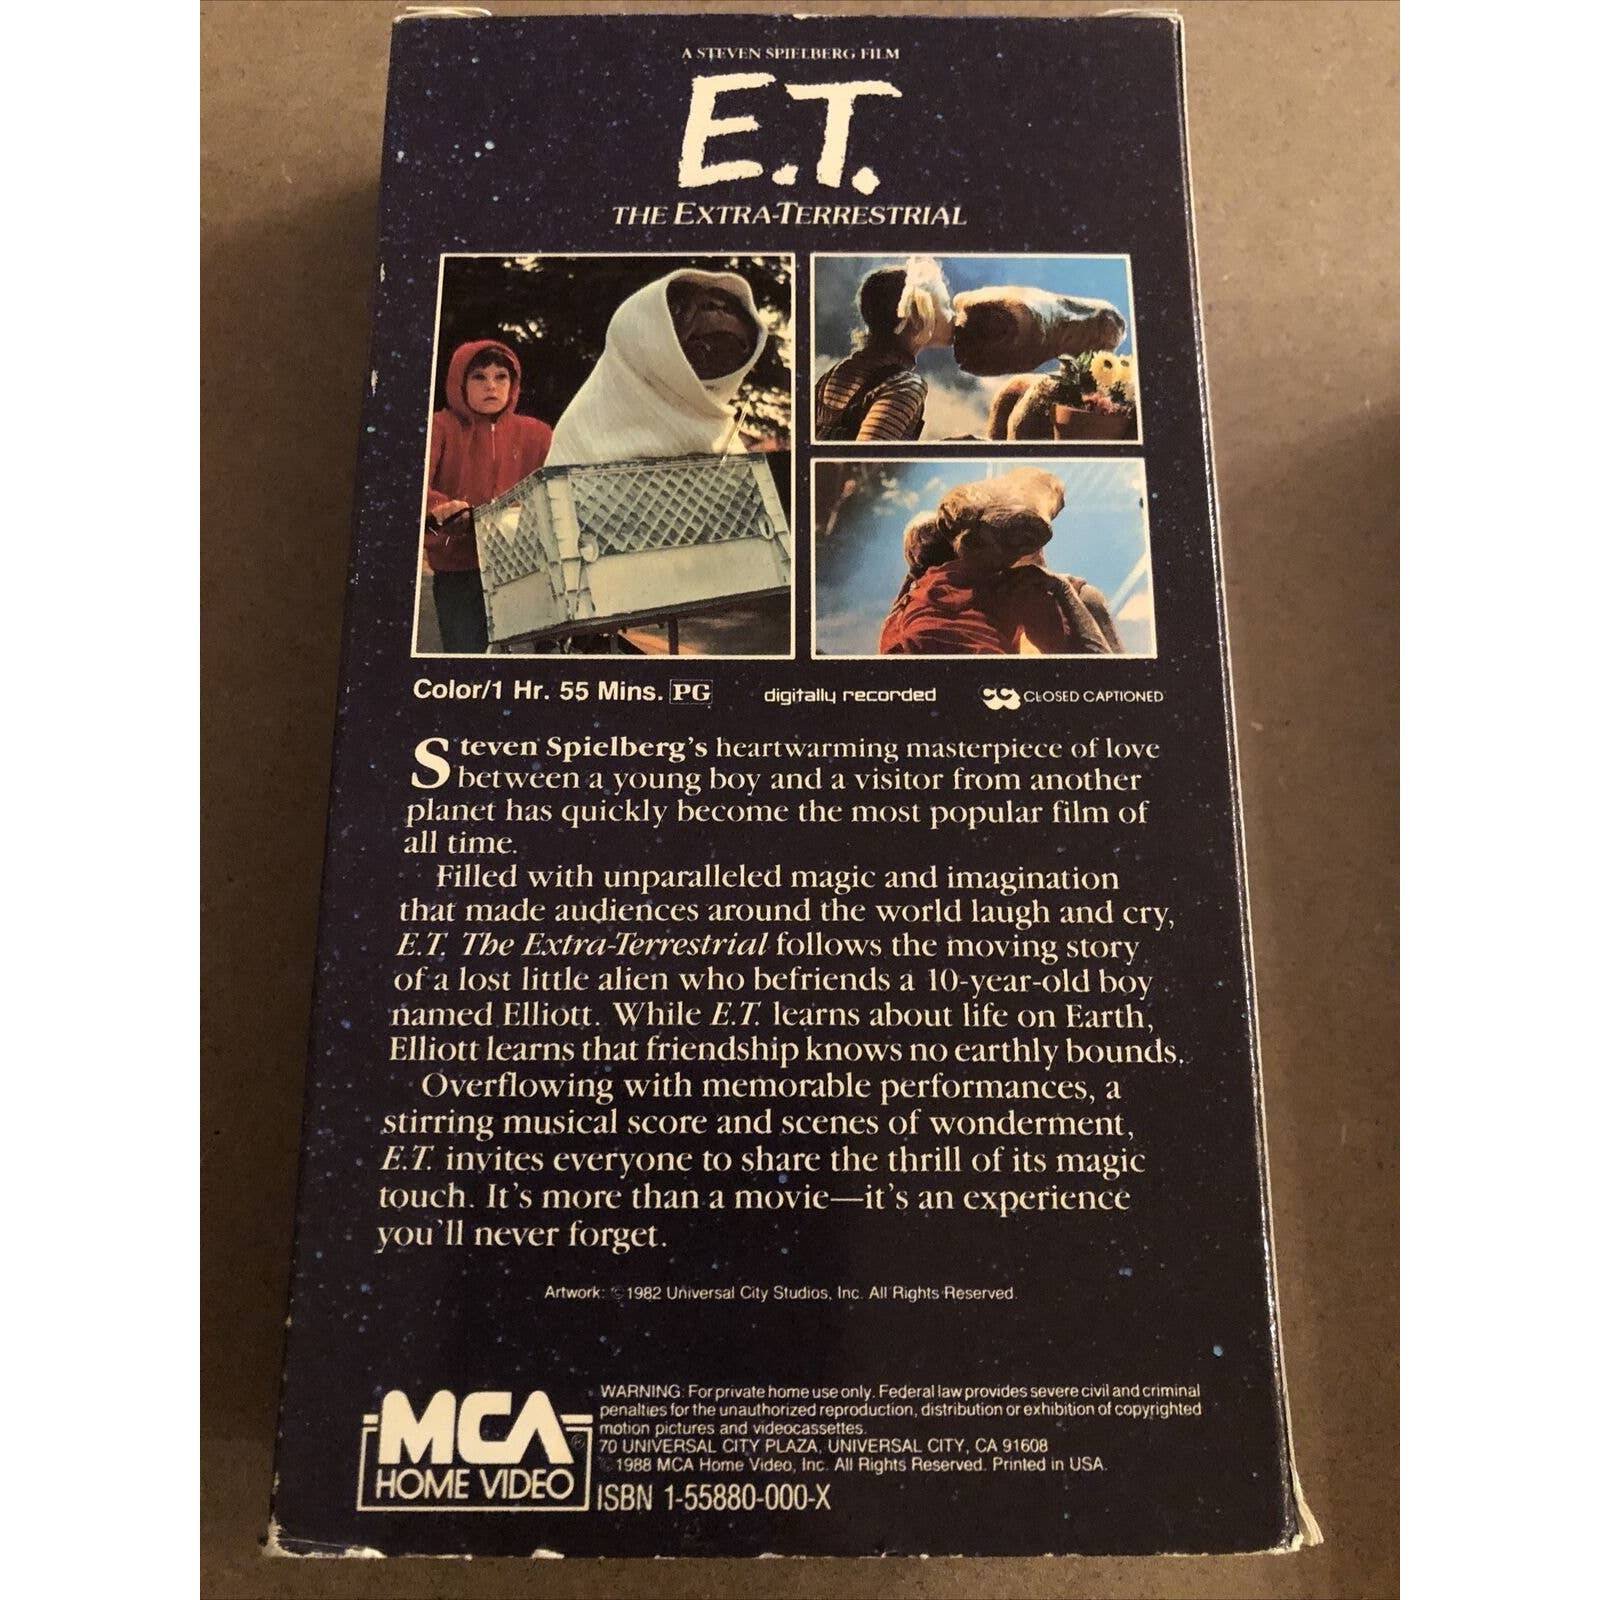 A STEVEN SPIELBERG FILM
E.T.
THE EXTRA-TERRESTRIAL
Color/1 Hr. 55 Mins. PG digitally recorded CLOSED CAPTIONED
Steven Spielberg's heartwarming masterpiece of love
between a young boy and a visitor from another
planet has quickly become the most popular film of
all time.
Filled with unparalleled magic and imagination
that made audiences around the world laugh and cry,
E.T. The Extra-Terrestrial follows the moving story
of a lost little alien who befriends a 10-year-old boy
named Elliott. While E.T. learns about life on Earth,
Elliott learns that friendship knows no earthly bounds.
Overflowing with memorable performances, a
stirring musical score and scenes of wonderment,
E.T. invites everyone to share the thrill of its magic
touch. It's more than a movie—it's an experience
you'll never forget.
Artwork: © 1982 Universal City Studios, Inc. All Rights Reserved.
MCA®
HOME VIDEO
WARNING: For private home use only. Federal law provides severe civil and criminal
penalties for the unauthorized reproduction, distribution or exhibition of copyrighted
motion pictures and videocassettes.
70 UNIVERSAL CITY PLAZA, UNIVERSAL CITY, CA 91608
©1988 MCA Home Video, Inc. All Rights Reserved. Printed in USA.
ISBN 1-55880-000-X